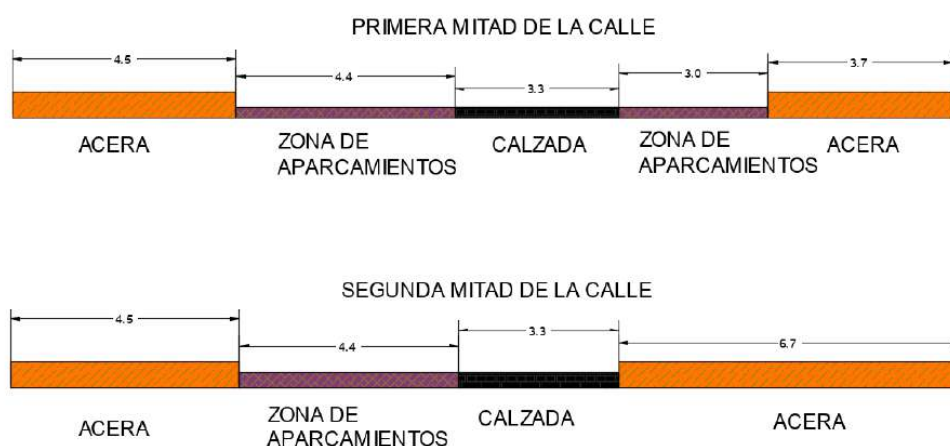 PRIMERA MITAD DE LA CALLE
4.5
4.4
3.3
3.0
3.7
ACERA
ZONA DE
APARCAMIENTOS
CALZADA
ZONA DE
APARCAMIENTOS
ACERA
SEGUNDA MITAD DE LA CALLE
4.5
4.4
3.3
6.7
ACERA
ZONA DE
APARCAMIENTOS
CALZADA
ACERA